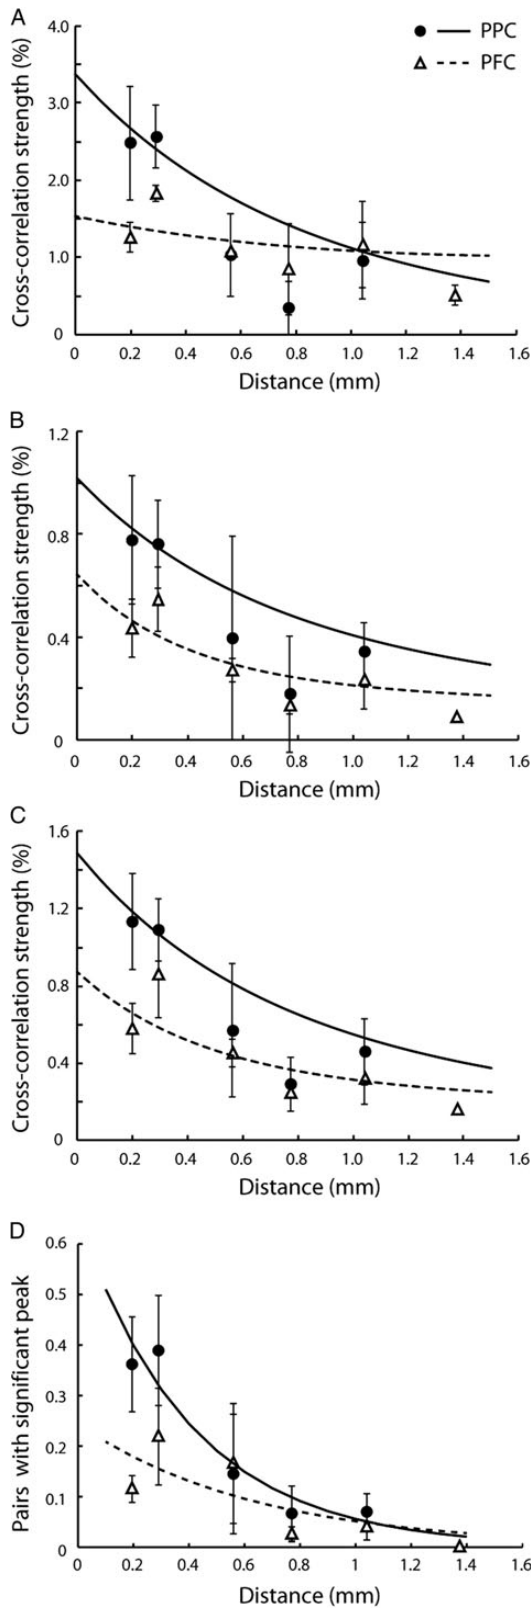 A
4.0
PPC
PFC
3.0
2.0
1.0
0
Cross-correlation strength (%)
0 0.2 0.4 0.6 0.8 1.0 1.2 1.4 1.6
Distance (mm)
B
1.2
0.8
0.4
0
Cross-correlation strength (%)
0 0.2 0.4 0.6 0.8 1.0 1.2 1.4 1.6
Distance (mm)
C
1.6
1.2
0.8
0.4
0
Cross-correlation strength (%)
0 0.2 0.4 0.6 0.8 1.0 1.2 1.4 1.6
Distance (mm)
D
0.6
0.5
0.4
0.3
0.2
0.1
0
Pairs with significant peak
0 0.2 0.4 0.6 0.8 1.0 1.2 1.4 1.6
Distance (mm)